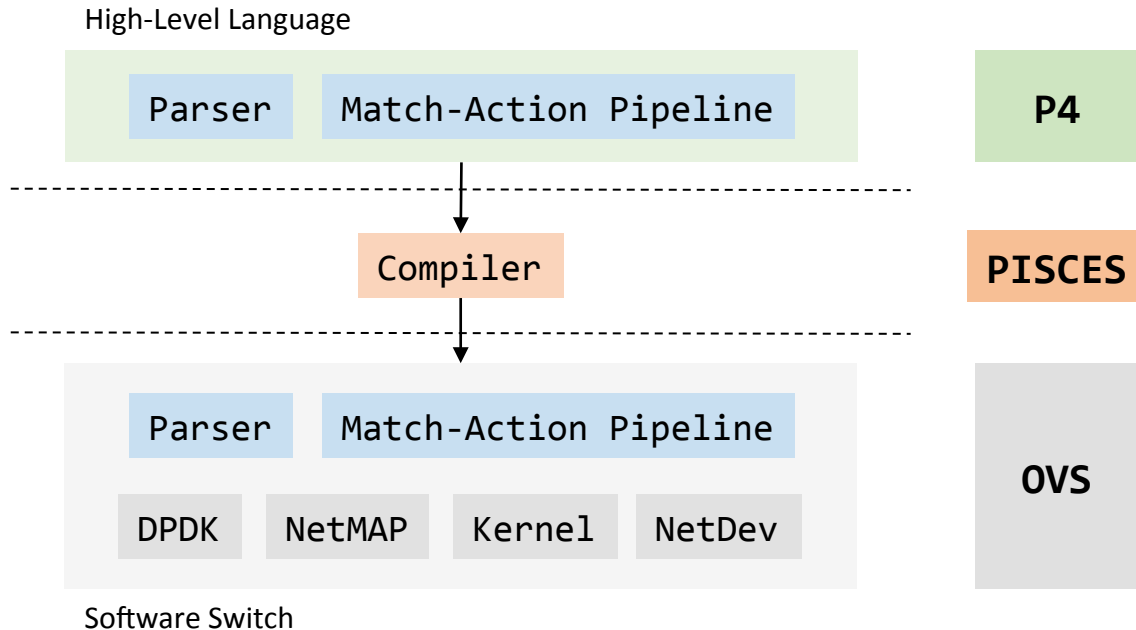 High-Level Language
Parser
Match-Action Pipeline
P4
Compiler
PISCES
Parser
Match-Action Pipeline
OVS
DPDK
NetMAP
Kernel
NetDev
Software Switch